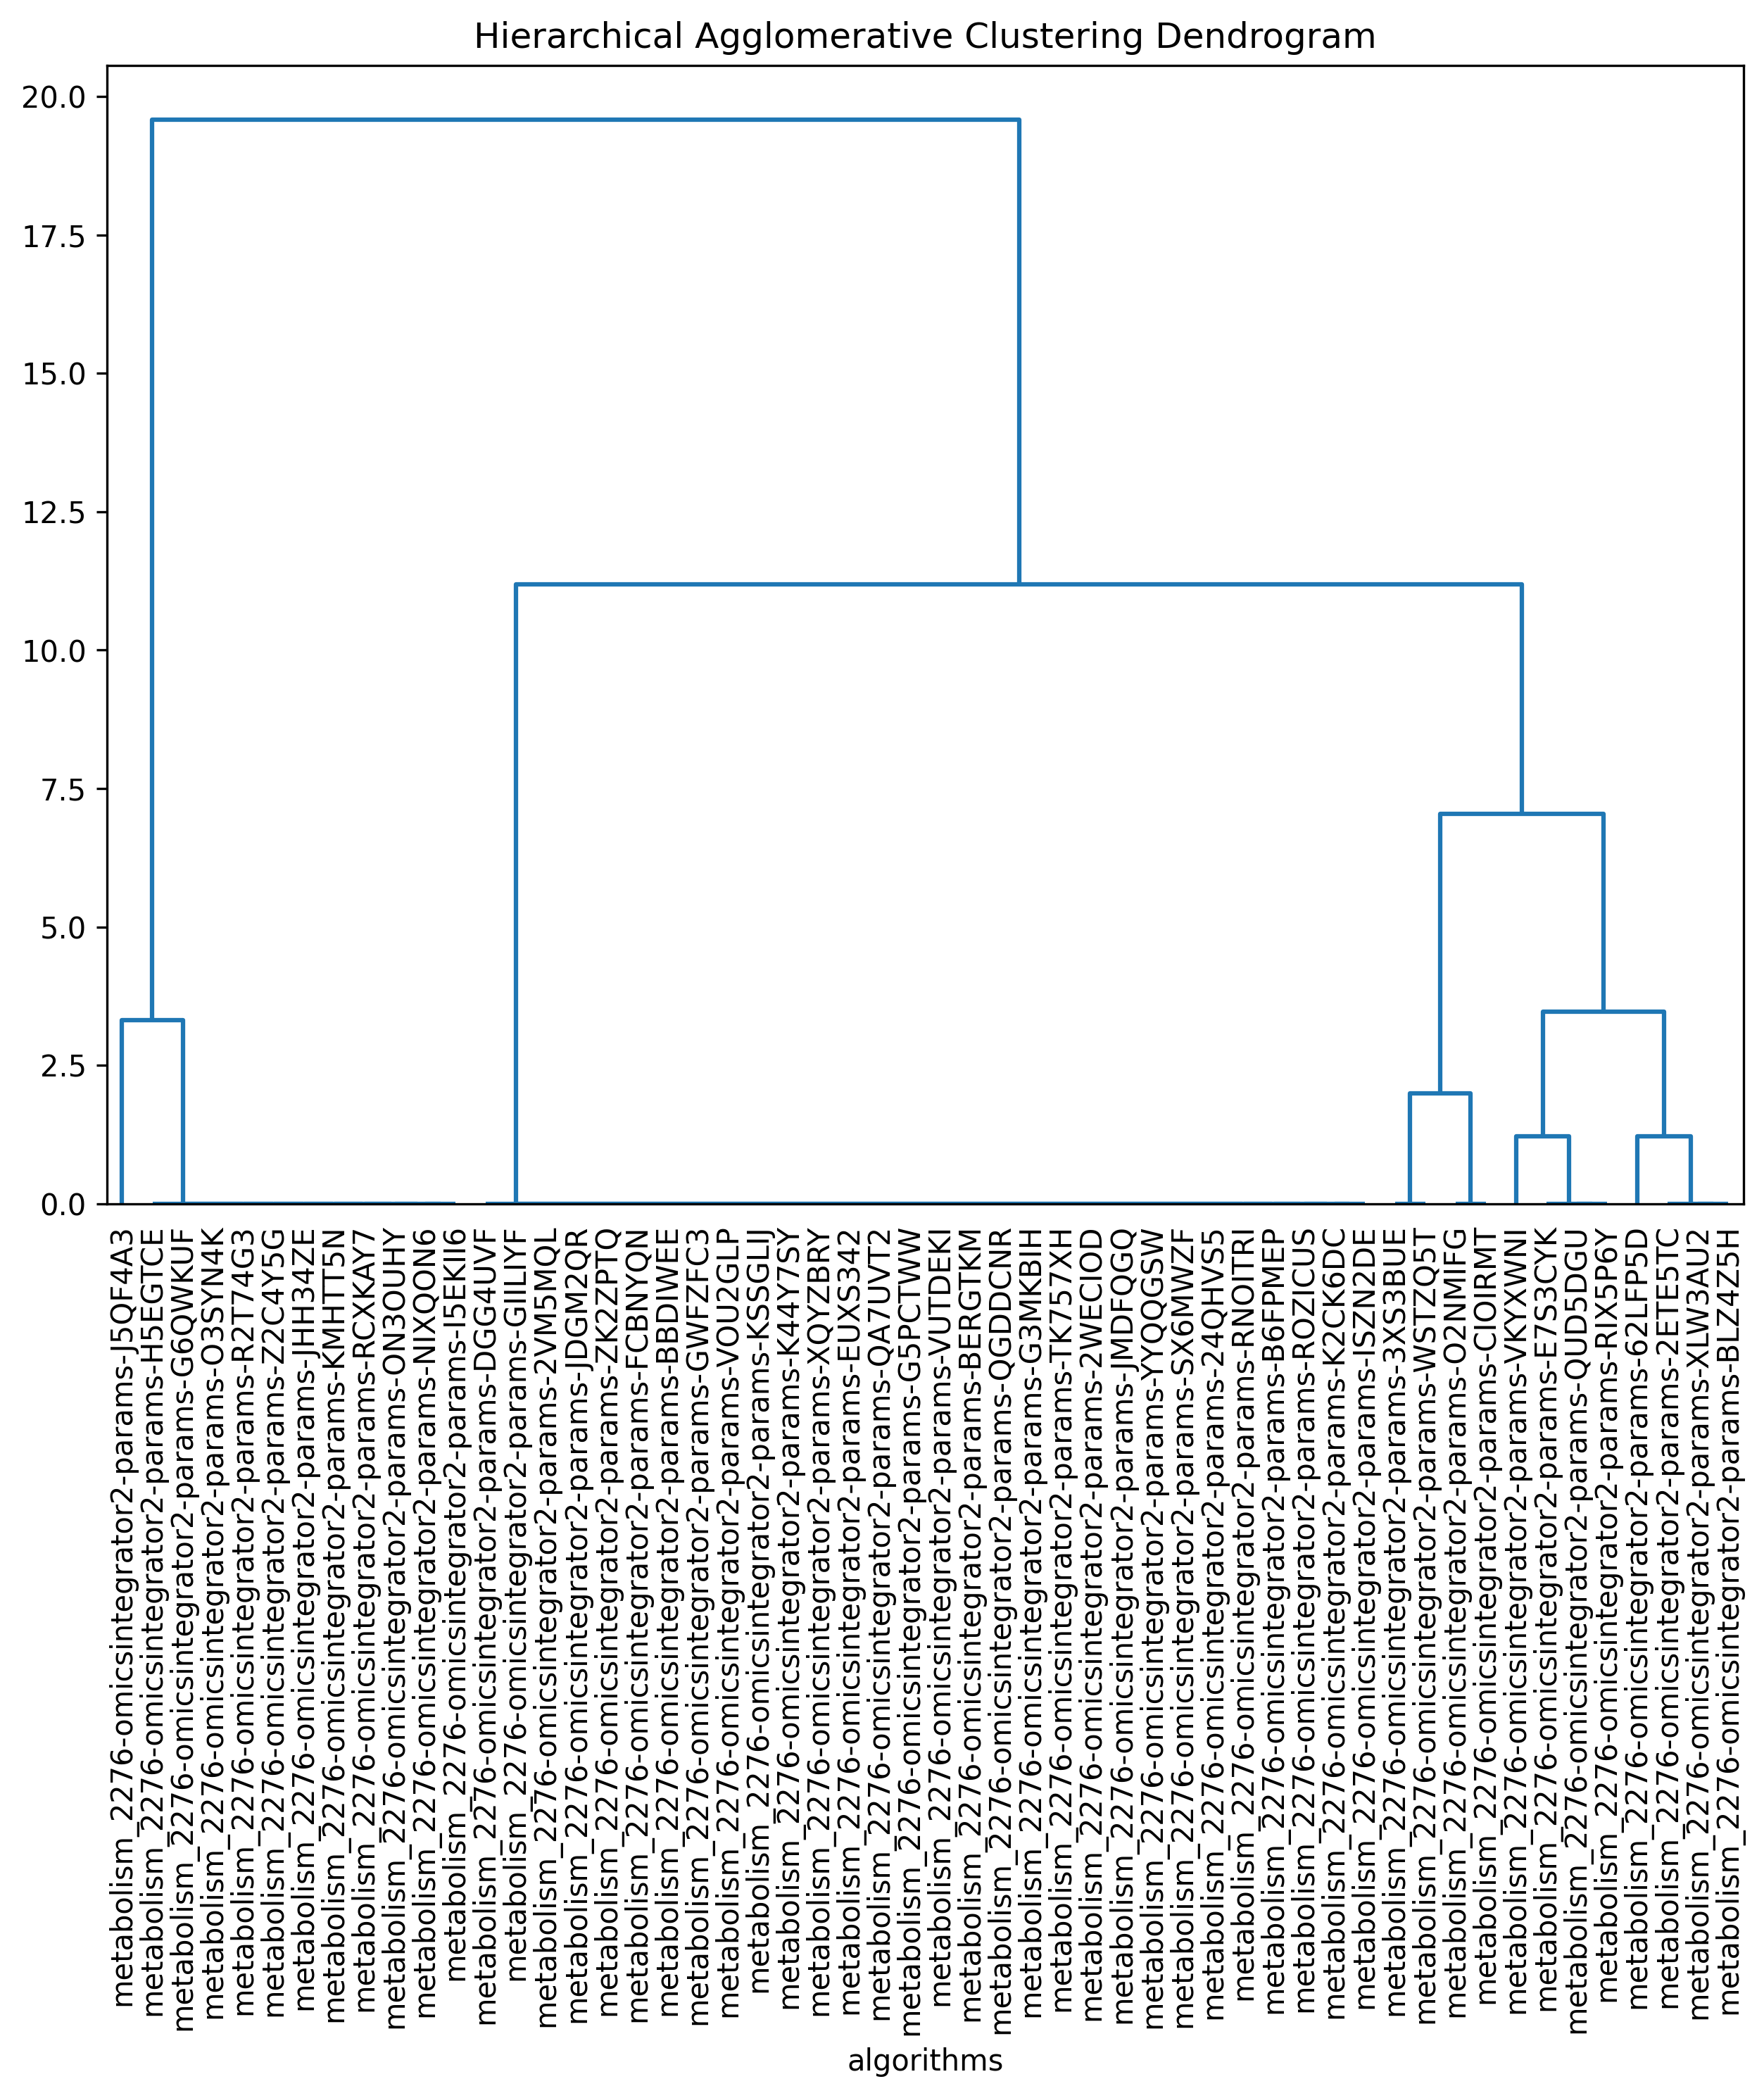 Hierarchical Agglomerative Clustering Dendrogram
20.0
17.5
15.0
12.5
10.0
7.5
5.0
2.5
0.0
metabolism_2276-omicsintegrator2-params-J5QF4A3
metabolism_2276-omicsintegrator2-params-H5EGTCE
metabolism_2276-omicsintegrator2-params-G6QWKUF
metabolism_2276-omicsintegrator2-params-O3SYN4K
metabolism_2276-omicsintegrator2-params-R2T74G3
metabolism_2276-omicsintegrator2-params-Z2C4Y5G
metabolism_2276-omicsintegrator2-params-JHH34ZE
metabolism_2276-omicsintegrator2-params-KMHTT5N
metabolism_2276-omicsintegrator2-params-RCXKAY7
metabolism_2276-omicsintegrator2-params-ON3OUHY
metabolism_2276-omicsintegrator2-params-NIXQON6
metabolism_2276-omicsintegrator2-params-I5EKII6
metabolism_2276-omicsintegrator2-params-DGG4UVF
metabolism_2276-omicsintegrator2-params-GIILIYF
metabolism_2276-omicsintegrator2-params-2VM5MQL
metabolism_2276-omicsintegrator2-params-JDGM2QR
metabolism_2276-omicsintegrator2-params-ZK2ZPTQ
metabolism_2276-omicsintegrator2-params-FCBNYQN
metabolism_2276-omicsintegrator2-params-BBDIWEE
metabolism_2276-omicsintegrator2-params-GWFZFC3
metabolism_2276-omicsintegrator2-params-VOU2GLP
metabolism_2276-omicsintegrator2-params-KSSGLIJ
metabolism_2276-omicsintegrator2-params-K44Y7SY
metabolism_2276-omicsintegrator2-params-XQYZBRY
metabolism_2276-omicsintegrator2-params-EUXS342
metabolism_2276-omicsintegrator2-params-QA7UVT2
metabolism_2276-omicsintegrator2-params-G5PCTWW
metabolism_2276-omicsintegrator2-params-VUTDEKI
metabolism_2276-omicsintegrator2-params-BERGTKM
metabolism_2276-omicsintegrator2-params-QGDDCNR
metabolism_2276-omicsintegrator2-params-G3MKBIH
metabolism_2276-omicsintegrator2-params-TK757XH
metabolism_2276-omicsintegrator2-params-2WECIOD
metabolism_2276-omicsintegrator2-params-JMDFQGQ
metabolism_2276-omicsintegrator2-params-YYQQGSW
metabolism_2276-omicsintegrator2-params-SX6MWZF
metabolism_2276-omicsintegrator2-params-24QHVS5
metabolism_2276-omicsintegrator2-params-RNOITRI
metabolism_2276-omicsintegrator2-params-B6FPMEP
metabolism_2276-omicsintegrator2-params-ROZICUS
metabolism_2276-omicsintegrator2-params-K2CK6DC
metabolism_2276-omicsintegrator2-params-ISZN2DE
metabolism_2276-omicsintegrator2-params-3XS3BUE
metabolism_2276-omicsintegrator2-params-WSTZQ5T
metabolism_2276-omicsintegrator2-params-O2NMIFG
metabolism_2276-omicsintegrator2-params-CIOIRMT
metabolism_2276-omicsintegrator2-params-VKYXWNI
metabolism_2276-omicsintegrator2-params-E7S3CYK
metabolism_2276-omicsintegrator2-params-QUD5DGU
metabolism_2276-omicsintegrator2-params-RIX5P6Y
metabolism_2276-omicsintegrator2-params-62LFP5D
metabolism_2276-omicsintegrator2-params-2ETE5TC
metabolism_2276-omicsintegrator2-params-XLW3AU2
metabolism_2276-omicsintegrator2-params-BLZ4Z5H
algorithms